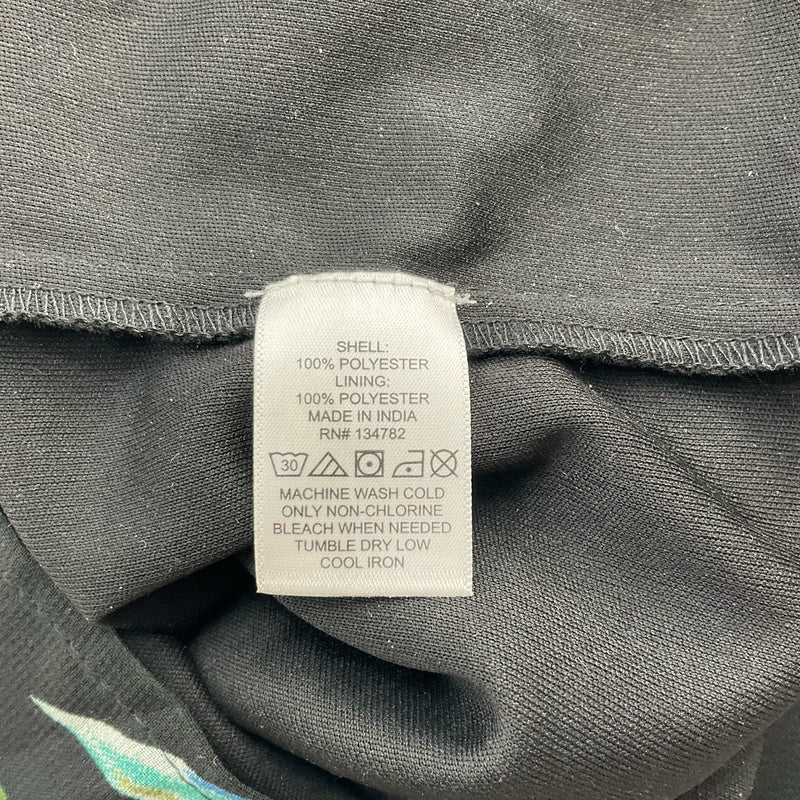 SHELL:
100% POLYESTER
LINING:
100% POLYESTER
MADE IN INDIA
RN# 134782
30
MACHINE WASH COLD
ONLY NON-CHLORINE
BLEACH WHEN NEEDED
TUMBLE DRY LOW
COOL IRON